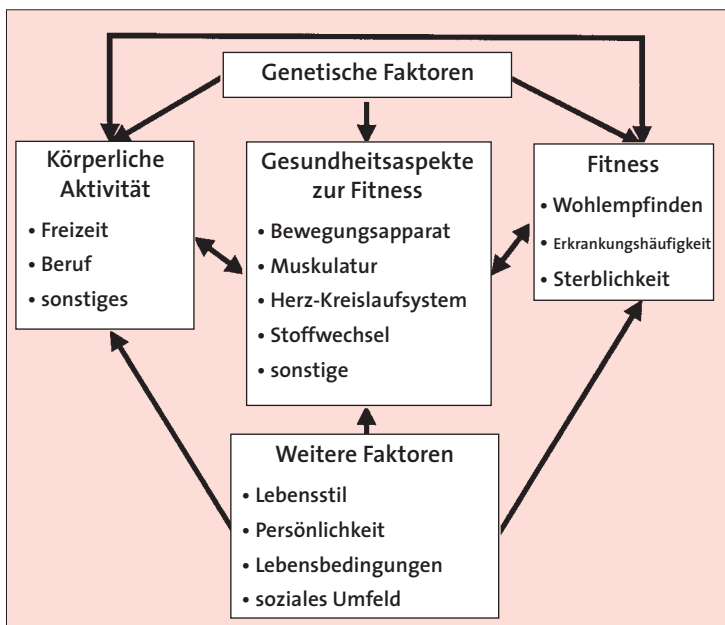 Genetische Faktoren
Körperliche
Aktivität
• Freizeit
• Beruf
• sonstiges
Gesundheitsaspekte
zur Fitness
• Bewegungsapparat
• Muskulatur
• Herz-Kreislaufsystem
• Stoffwechsel
• sonstige
Fitness
• Wohlempfinden
• Erkrankungshäufigkeit
• Sterblichkeit
Weitere Faktoren
• Lebensstil
• Persönlichkeit
• Lebensbedingungen
• soziales Umfeld